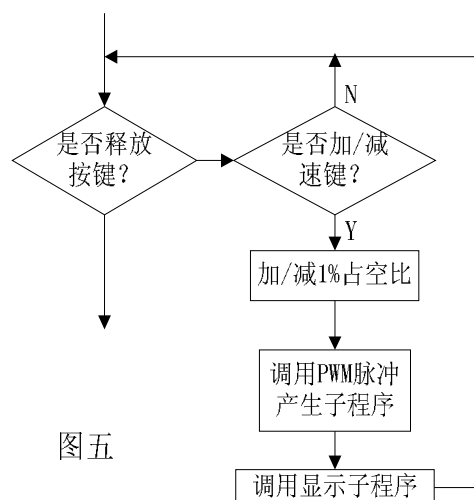 N
是否释放
按键？
是否加/减
速键？
Y
加/减1%占空比
调用PWM脉冲
产生子程序
图五
调用显示子程序